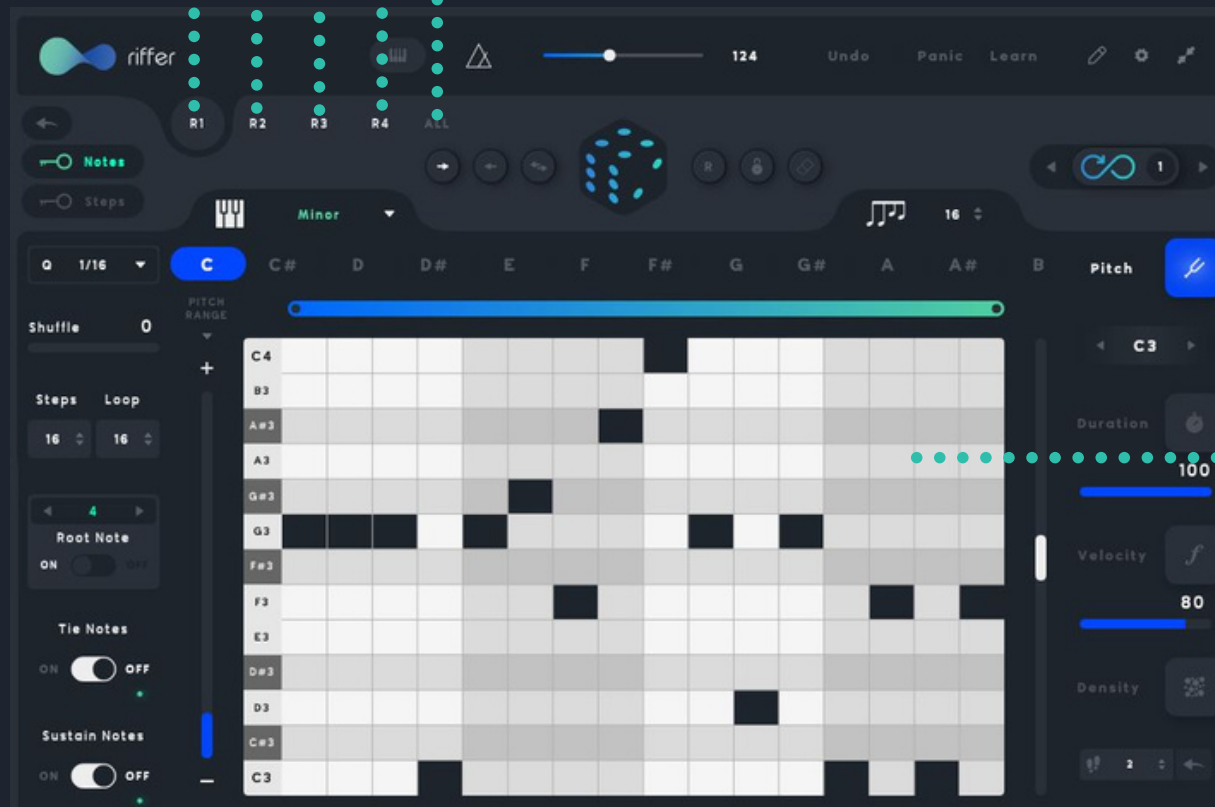 riffer
124 Undo Panic Learn
R1 R2 R3 R4 ALL
Notes
R
1
Steps
Minor
16
Q 1/16
C C# D D# E F F# G G# A A# B
Pitch
PITCH
RANGE
Shuffle 0
C3
+
C4
B3
Steps Loop
16 16
A#3
Duration
A3
100
G#3
4
Root Note
G3
ON OFF
Velocity
f
F#3
F3
80
Tie Notes
E3
ON OFF
D#3
Density
D3
Sustain Notes
C#3
ON OFF
–
C3
2